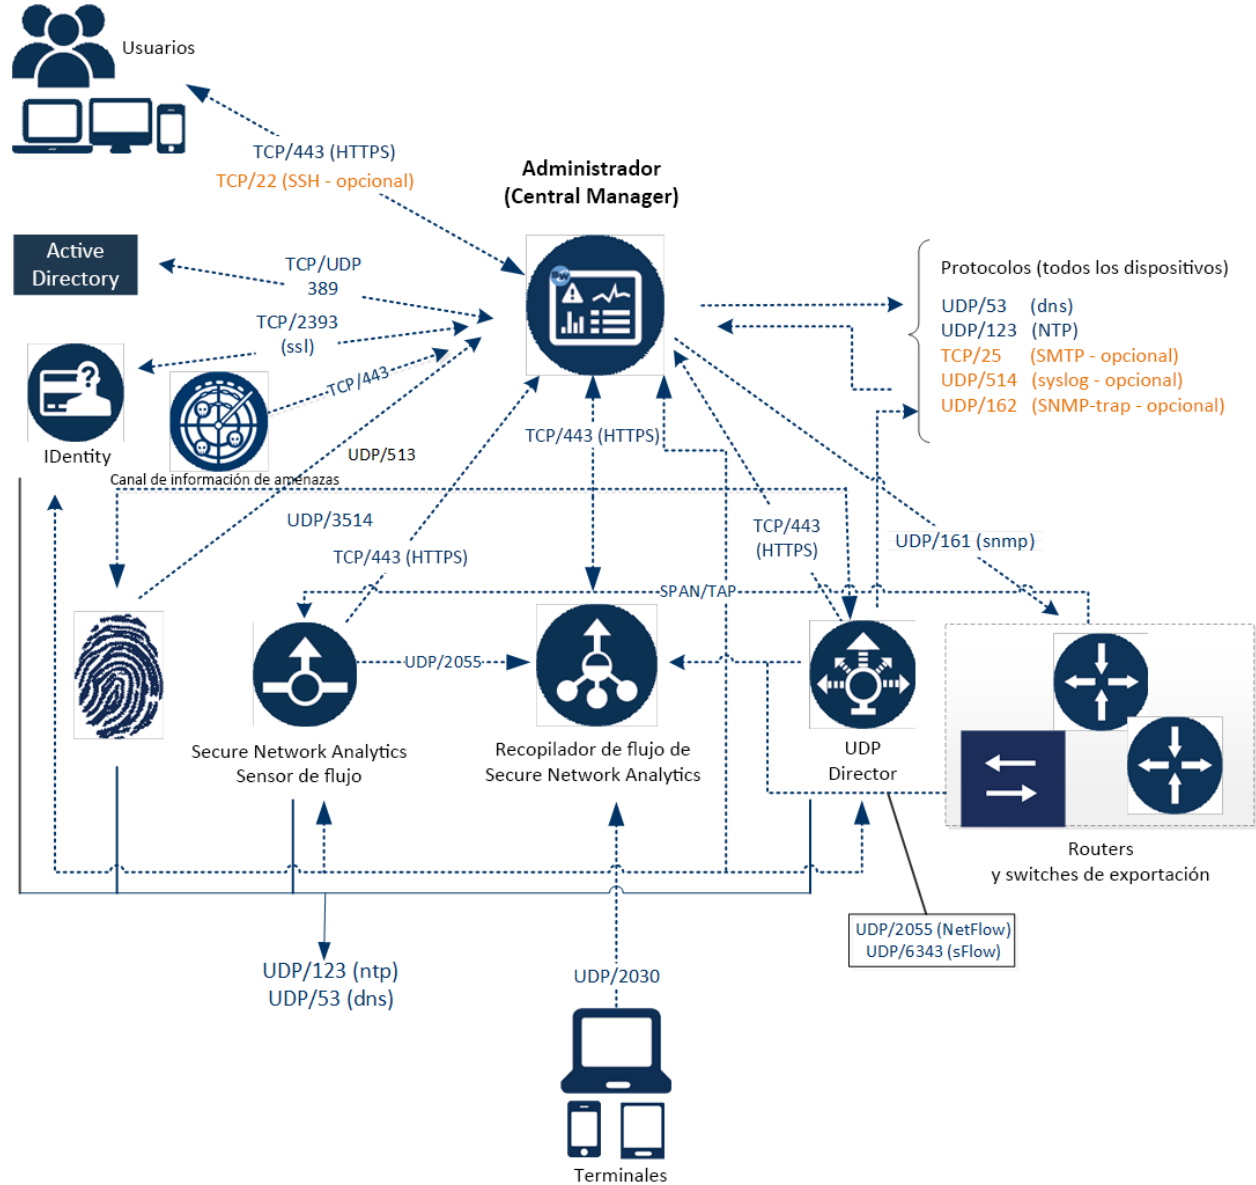 Usuarios
TCP/443 (HTTPS)
TCP/22 (SSH - opcional)
Administrador
(Central Manager)
Active
Directory
TCP/UDP
389
TCP/2393
(ssl)
TCP/443
SW
Protocolos (todos los dispositivos)
UDP/53 (dns)
UDP/123 (NTP)
TCP/25 (SMTP - opcional)
UDP/514 (syslog - opcional)
UDP/162 (SNMP-trap - opcional)
IDentity
Canal de información de amenazas
UDP/513
TCP/443 (HTTPS)
UDP/3514
TCP/443 (HTTPS)
TCP/443
(HTTPS)
UDP/161 (snmp)
SPAN/TAP
UDP/2055
Secure Network Analytics
Sensor de flujo
Recopilador de flujo de
Secure Network Analytics
UDP
Director
Routers
y switches de exportación
UDP/2055 (NetFlow)
UDP/6343 (sFlow)
UDP/123 (ntp)
UDP/53 (dns)
UDP/2030
Terminales